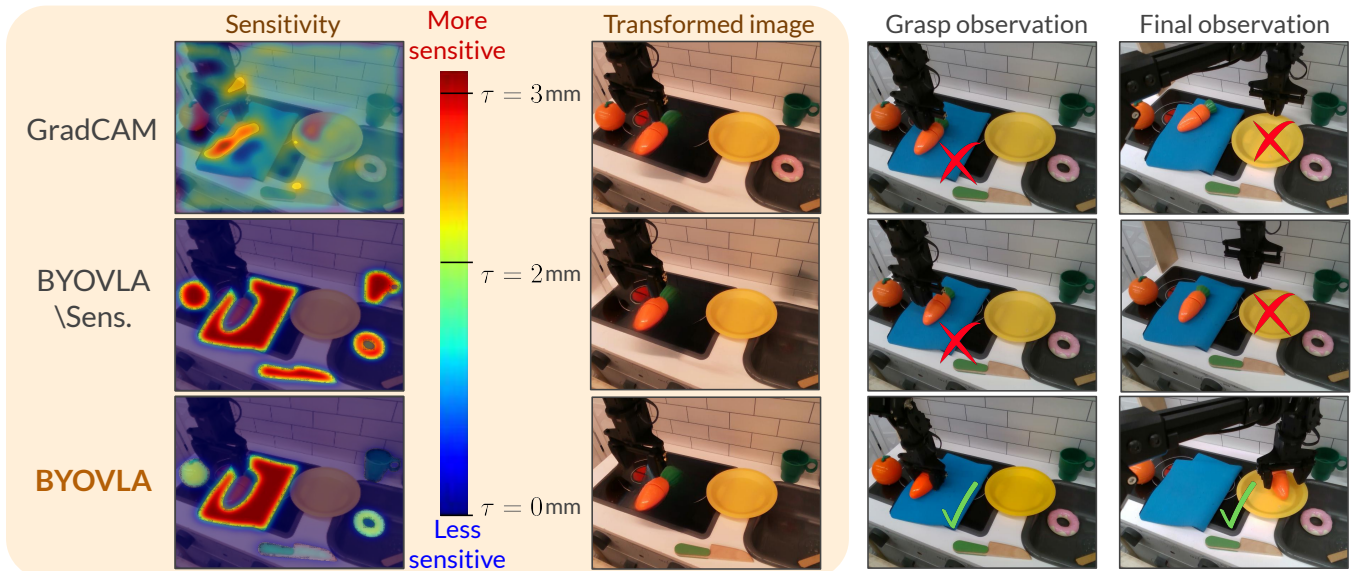 Sensitivity
More
sensitive
Transformed image
Grasp observation
Final observation
GradCAM
τ = 3mm
BYOVLA
\Sens.
τ = 2mm
BYOVLA
τ = 0mm
Less
sensitive